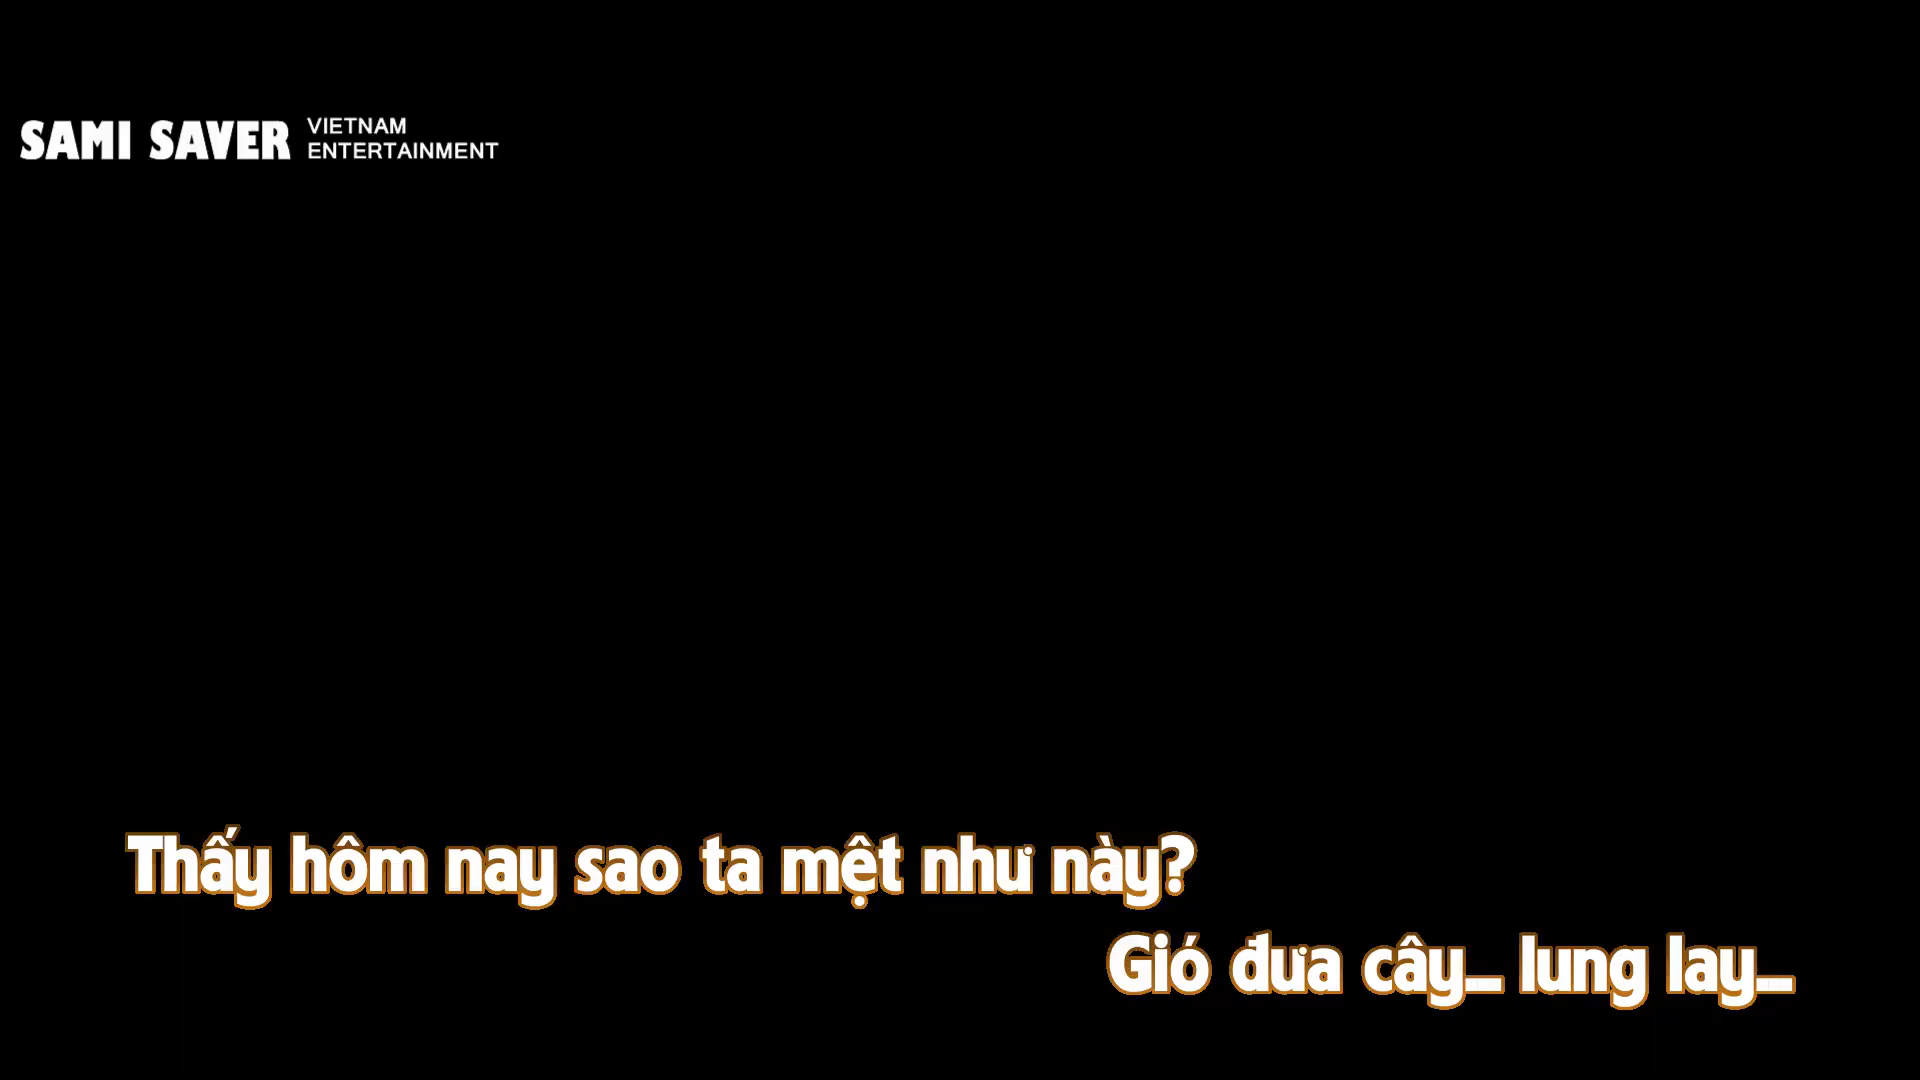 SAMI SAVER
VIETNAM
ENTERTAINMENT
Thấy hôm nay sao ta mệt như này?
Gió đưa cây... lung lay...